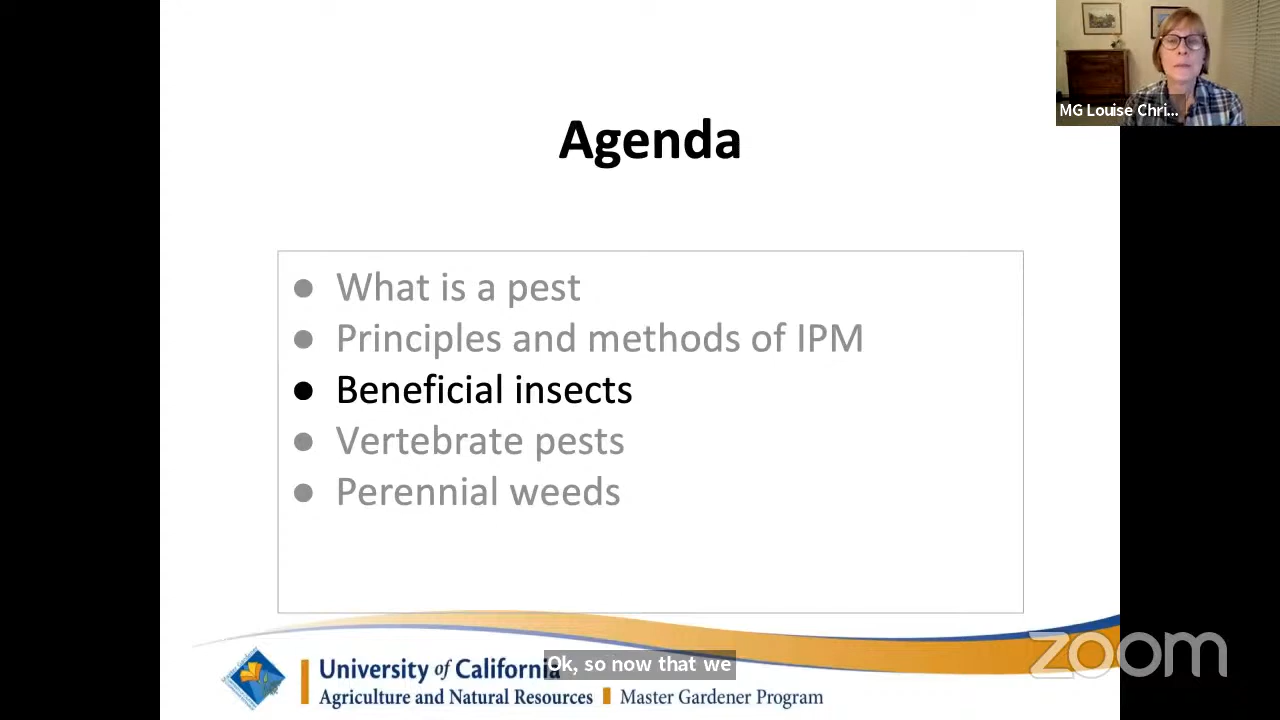 MG Louise Chri...
Agenda
● What is a pest
● Principles and methods of IPM
● Beneficial insects
● Vertebrate pests
● Perennial weeds
zoom
University of California
Ok, so now that we
Agriculture and Natural Resources Master Gardener Program